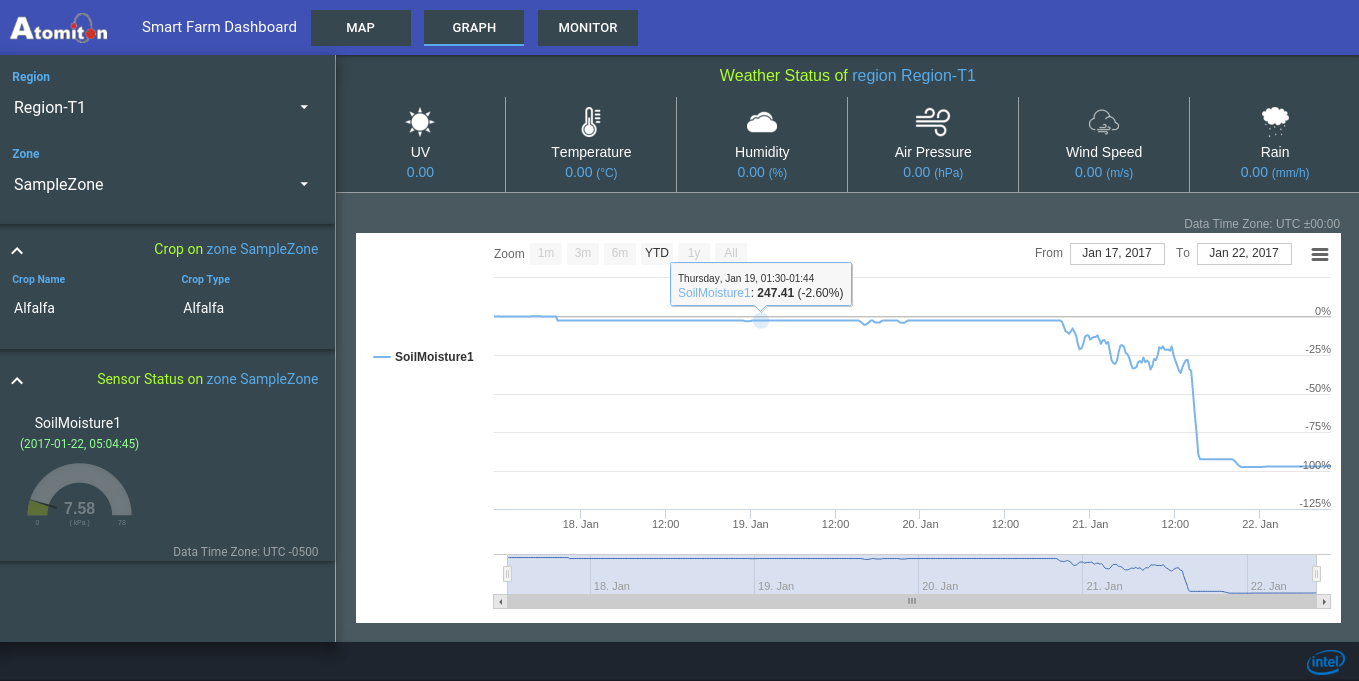 Atomiton
Smart Farm Dashboard
MAP
GRAPH
MONITOR
Region
Region-T1
Zone
SampleZone
Crop on zone SampleZone
Crop Name
Crop Type
Alfalfa
Alfalfa
Sensor Status on zone SampleZone
SoilMoisture1
(2017-01-22, 05:04:45)
7.58
0
( kPa )
78
Data Time Zone: UTC -0500
Weather Status of region Region-T1
UV
0.00
Temperature
0.00 (°C)
Humidity
0.00 (%)
Air Pressure
0.00 (hPa)
Wind Speed
0.00 (m/s)
Rain
0.00 (mm/h)
Data Time Zone: UTC ±00:00
Zoom
1m
3m
6m
YTD
1y
All
From
Jan 17, 2017
To
Jan 22, 2017
Thursday, Jan 19, 01:30-01:44
SoilMoisture1: 247.41 (-2.60%)
SoilMoisture1
0%
-25%
-50%
-75%
-100%
-125%
18. Jan
12:00
19. Jan
12:00
20. Jan
12:00
21. Jan
12:00
22. Jan
18. Jan
19. Jan
20. Jan
21. Jan
22. Jan
intel